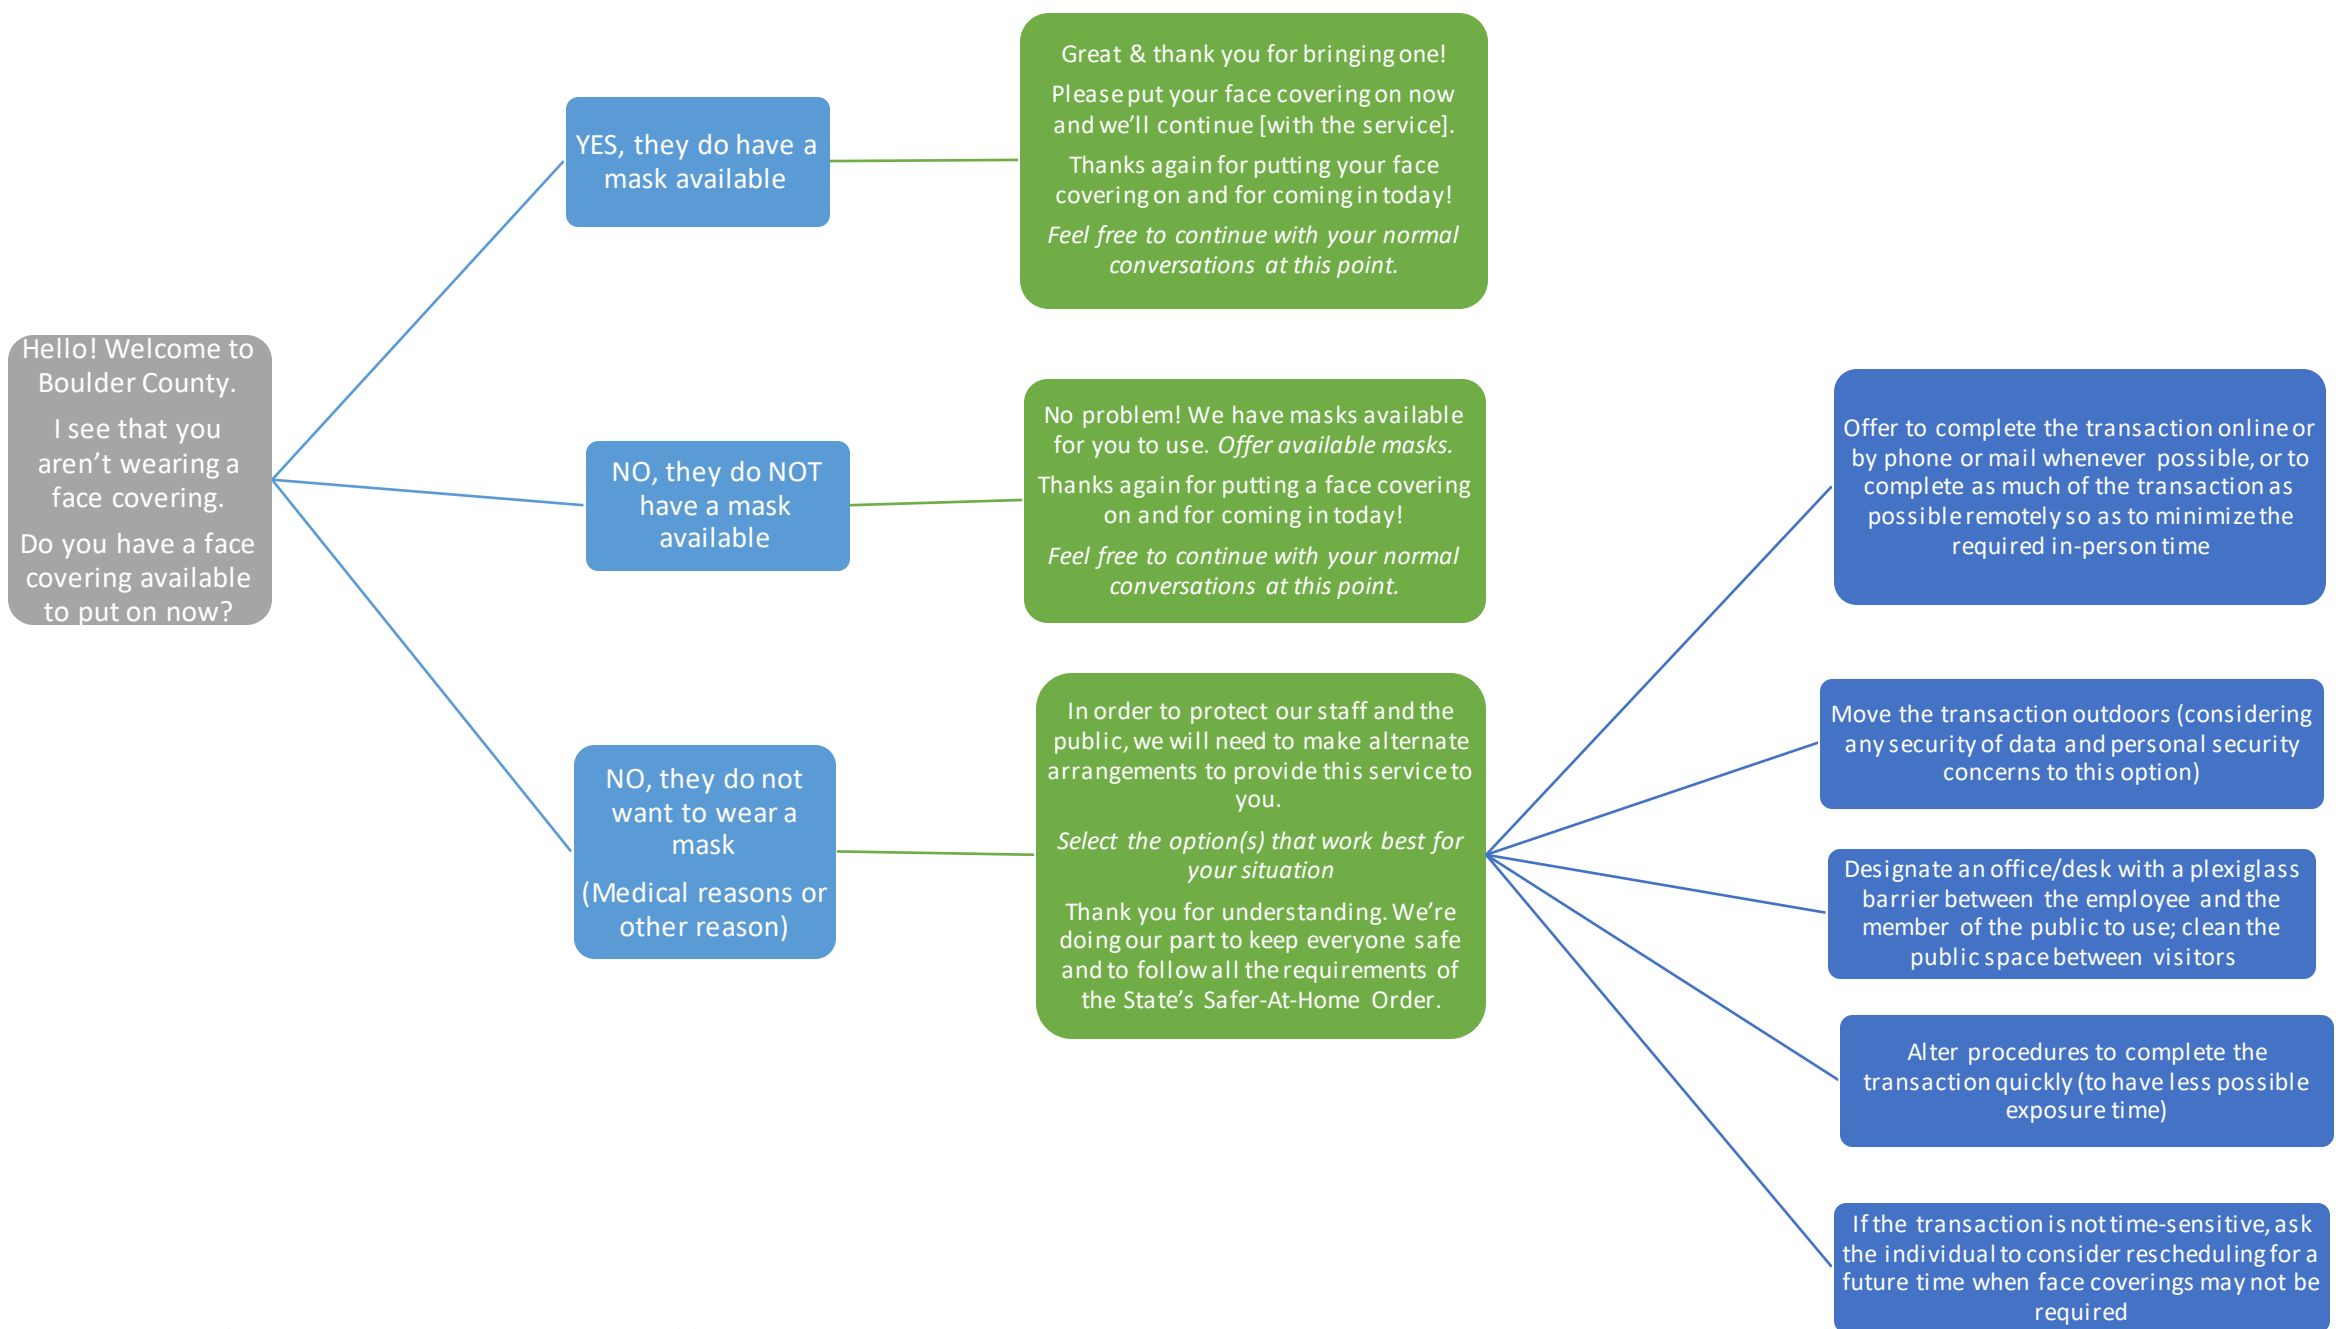 Hello! Welcome to
Boulder County.
I see that you
aren't wearing a
face covering.
Do you have a face
covering available
to put on now?
YES, they do have a
mask available
Great & thank you for bringing one!
Please put your face covering on now
and we'll continue [with the service].
Thanks again for putting your face
covering on and for coming in today!
Feel free to continue with your normal
conversations at this point.
NO, they do NOT
have a mask
available
No problem! We have masks available
for you to use. Offer available masks.
Thanks again for putting a face covering
on and for coming in today!
Feel free to continue with your normal
conversations at this point.
NO, they do not
want to wear a
mask
(Medical reasons or
other reason)
In order to protect our staff and the
public, we will need to make alternate
arrangements to provide this service to
you.
Select the option(s) that work best for
your situation
Thank you for understanding. We're
doing our part to keep everyone safe
and to follow all the requirements of
the State's Safer-At-Home Order.
Offer to complete the transaction online or
by phone or mail whenever possible, or to
complete as much of the transaction as
possible remotely so as to minimize the
required in-person time
Move the transaction outdoors (considering
any security of data and personal security
concerns to this option)
Designate an office/desk with a plexiglass
barrier between the employee and the
member of the public to use; clean the
public space between visitors
Alter procedures to complete the
transaction quickly (to have less possible
exposure time)
If the transaction is not time-sensitive, ask
the individual to consider rescheduling for a
future time when face coverings may not be
required